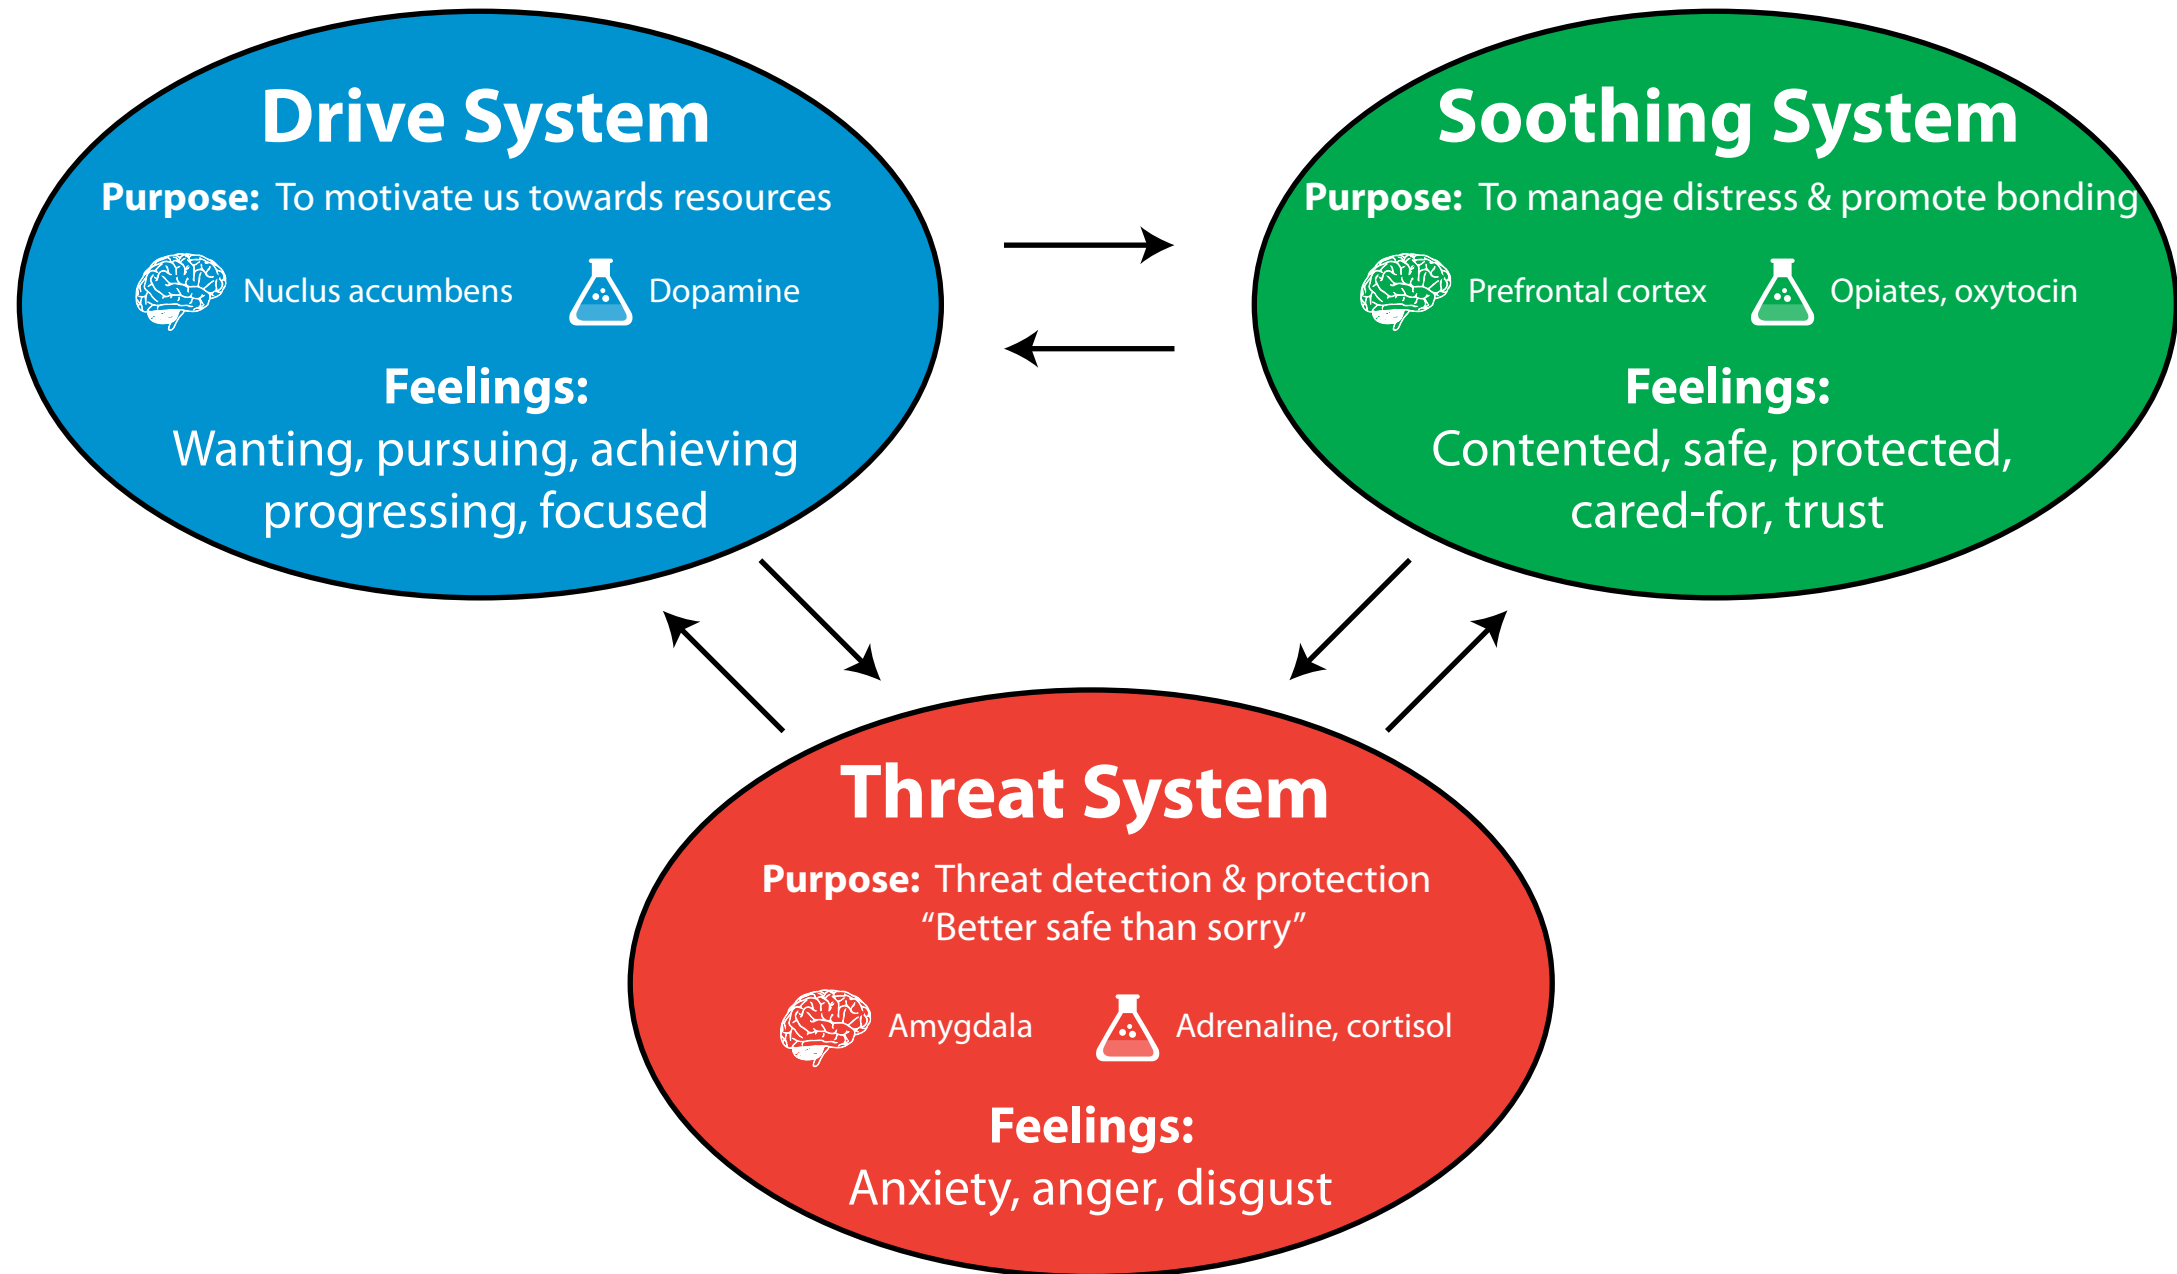 Drive System
Purpose: To motivate us towards resources
Nuclus accumbens
Dopamine
Feelings:
Wanting, pursuing, achieving
progressing, focused
Soothing System
Purpose: To manage distress & promote bonding
Prefrontal cortex
Opiates, oxytocin
Feelings:
Contented, safe, protected,
cared-for, trust
Threat System
Purpose: Threat detection & protection
“Better safe than sorry”
Amygdala
Adrenaline, cortisol
Feelings:
Anxiety, anger, disgust